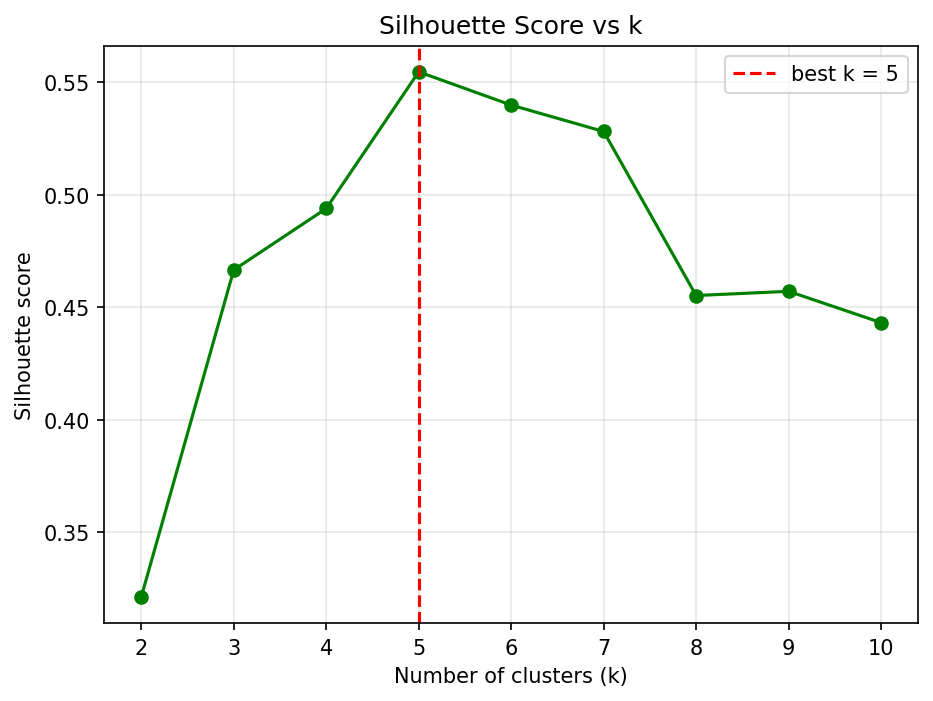 Silhouette Score vs k
best k = 5
Silhouette score
0.55
0.50
0.45
0.40
0.35
2 3 4 5 6 7 8 9 10
Number of clusters (k)